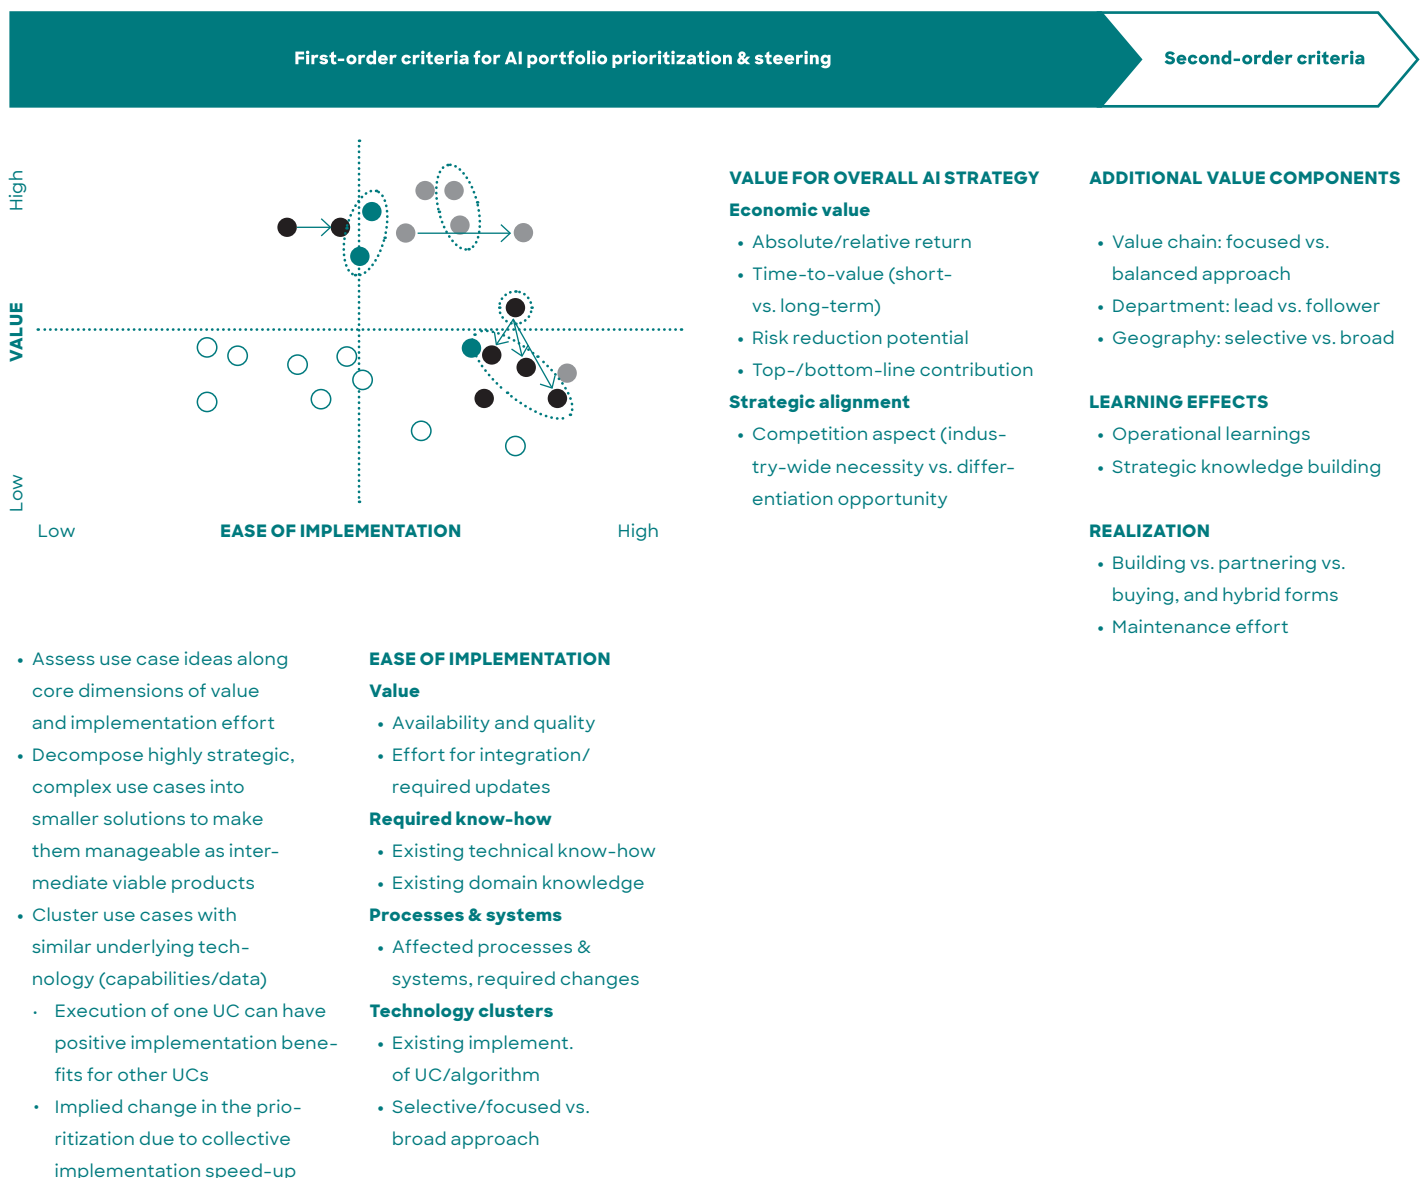 First-order criteria for AI portfolio prioritization & steering
Second-order criteria
High
VALUE
Low
Low
EASE OF IMPLEMENTATION
High
VALUE FOR OVERALL AI STRATEGY
Economic value
• Absolute/relative return
• Time-to-value (short-
vs. long-term)
• Risk reduction potential
• Top-/bottom-line contribution
Strategic alignment
• Competition aspect (indus-
try-wide necessity vs. differ-
entiation opportunity
ADDITIONAL VALUE COMPONENTS
• Value chain: focused vs.
balanced approach
• Department: lead vs. follower
• Geography: selective vs. broad
LEARNING EFFECTS
• Operational learnings
• Strategic knowledge building
REALIZATION
• Building vs. partnering vs.
buying, and hybrid forms
• Maintenance effort
• Assess use case ideas along
core dimensions of value
and implementation effort
• Decompose highly strategic,
complex use cases into
smaller solutions to make
them manageable as inter-
mediate viable products
• Cluster use cases with
similar underlying tech-
nology (capabilities/data)
• Execution of one UC can have
positive implementation bene-
fits for other UCs
• Implied change in the prio-
ritization due to collective
implementation speed-up
EASE OF IMPLEMENTATION
Value
• Availability and quality
• Effort for integration/
required updates
Required know-how
• Existing technical know-how
• Existing domain knowledge
Processes & systems
• Affected processes &
systems, required changes
Technology clusters
• Existing implement.
of UC/algorithm
• Selective/focused vs.
broad approach